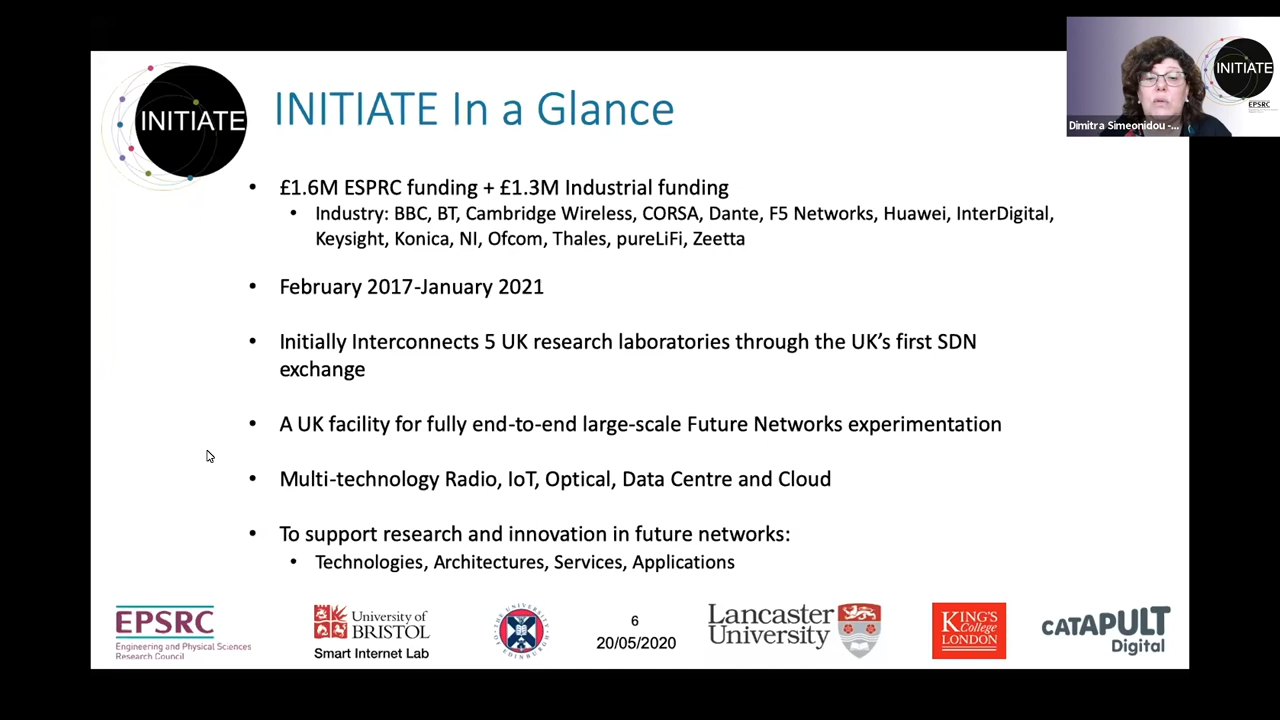 INITIATE
INITIATE In a Glance
INITIATE
EPSRC
Dimitra Simeonidou -...
• £1.6M ESPRC funding + £1.3M Industrial funding
• Industry: BBC, BT, Cambridge Wireless, CORSA, Dante, F5 Networks, Huawei, InterDigital,
Keysight, Konica, NI, Ofcom, Thales, pureLiFi, Zeetta
• February 2017-January 2021
• Initially Interconnects 5 UK research laboratories through the UK’s first SDN
exchange
• A UK facility for fully end-to-end large-scale Future Networks experimentation
• Multi-technology Radio, IoT, Optical, Data Centre and Cloud
• To support research and innovation in future networks:
• Technologies, Architectures, Services, Applications
EPSRC
Engineering and Physical Sciences
Research Council
University of
BRISTOL
Smart Internet Lab
THE UNIVERSITY OF EDINBURGH
6
20/05/2020
Lancaster
University
KING'S
College
LONDON
CATAPULT
Digital